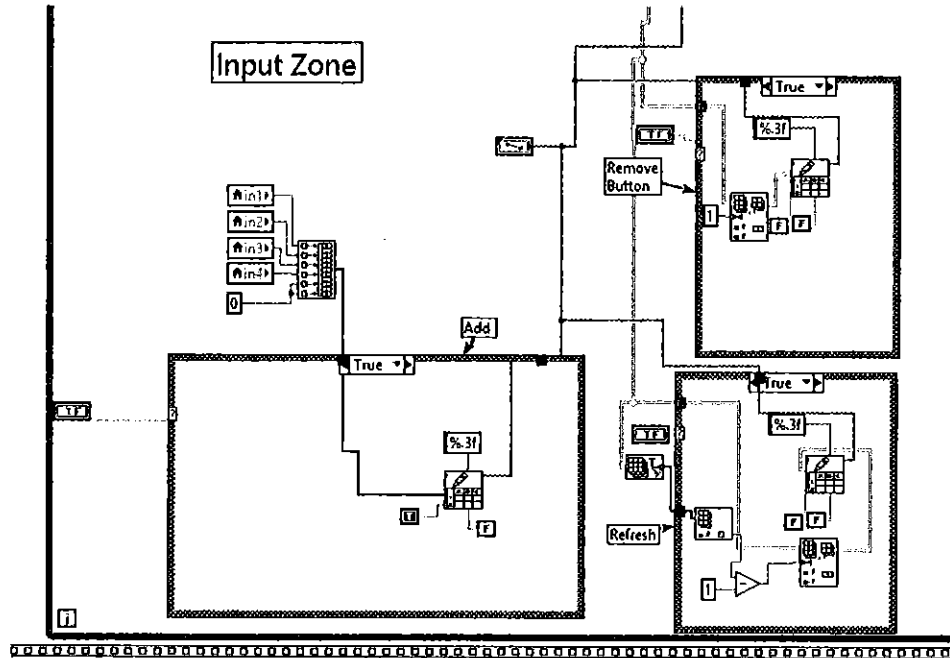 Input Zone
True
%.3f
TF
Remove
Button
1
F
F
in1
in2
in3
in4
0
Add
True
TF
%.3f
F
True
%.3f
TF
F
F
Refresh
1
i